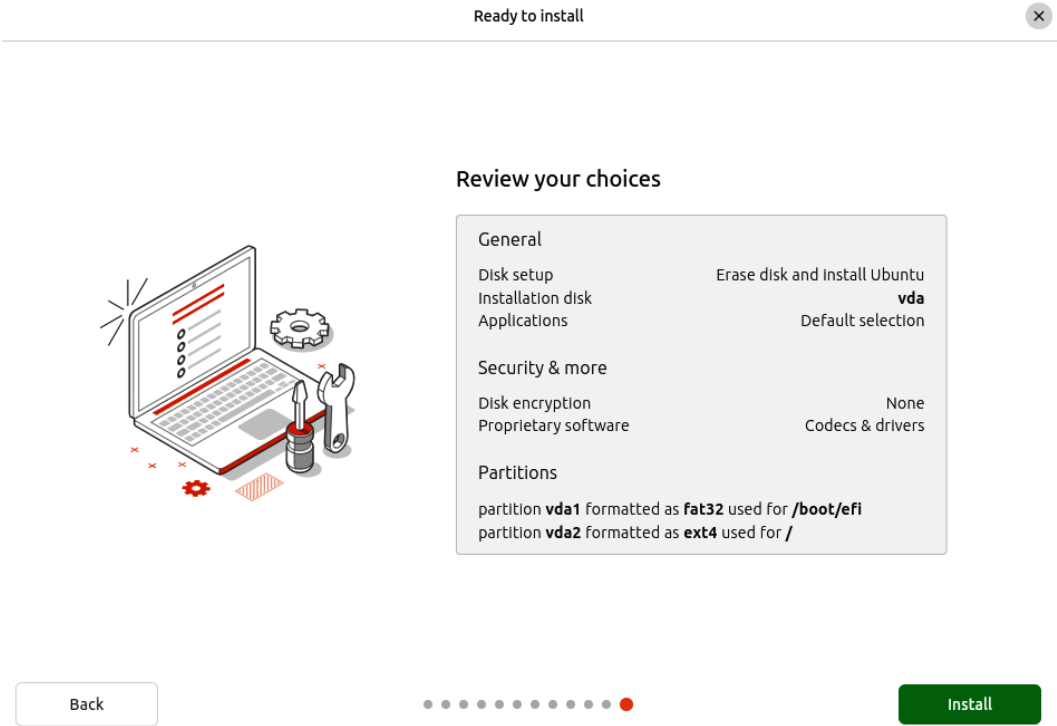 Ready to install
Review your choices
General
Disk setup Erase disk and install Ubuntu
Installation disk vda
Applications Default selection
Security & more
Disk encryption None
Proprietary software Codecs & drivers
Partitions
partition vda1 formatted as fat32 used for /boot/efi
partition vda2 formatted as ext4 used for /
Back Install